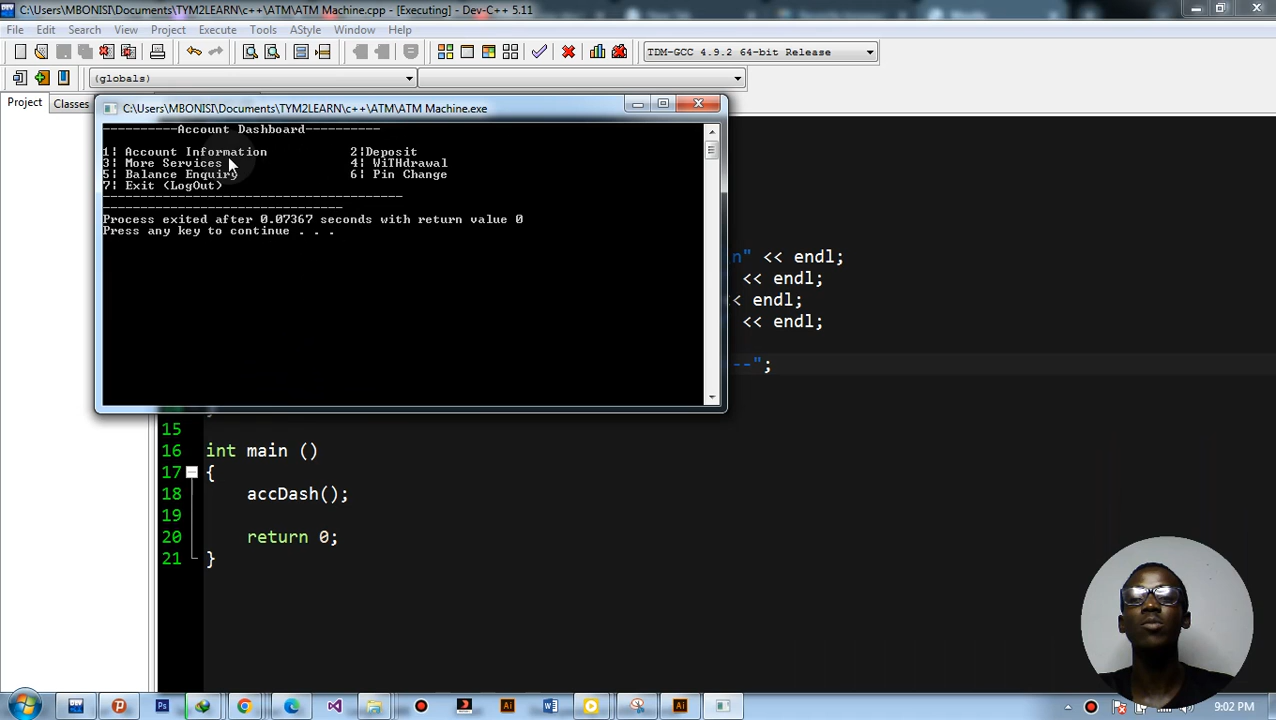 C:\Users\MBONISI\Documents\TYM2LEARN\c++\ATM\ATM Machine.cpp - [Executing] - Dev-C++ 5.11
File Edit Search View Project Execute Tools AStyle Window Help
TDM-GCC 4.9.2 64-bit Release
(globals)
Project Classes
C:\Users\MBONISI\Documents\TYM2LEARN\c++\ATM\ATM Machine.exe
----------Account Dashboard----------
1| Account Information 2|Deposit
3| More Services 4| WiTHdrawal
5| Balance Enquiry 6| Pin Change
7| Exit (LogOut)
----------------------------------------
--------------------------------
Process exited after 0.07367 seconds with return value 0
Press any key to continue . . .
n" << endl;
<< endl;
< endl;
<< endl;
--";
15
16 int main ()
17 {
18 accDash();
19
20 return 0;
21 }
DEV Ps Ai W Ai
9:02 PM